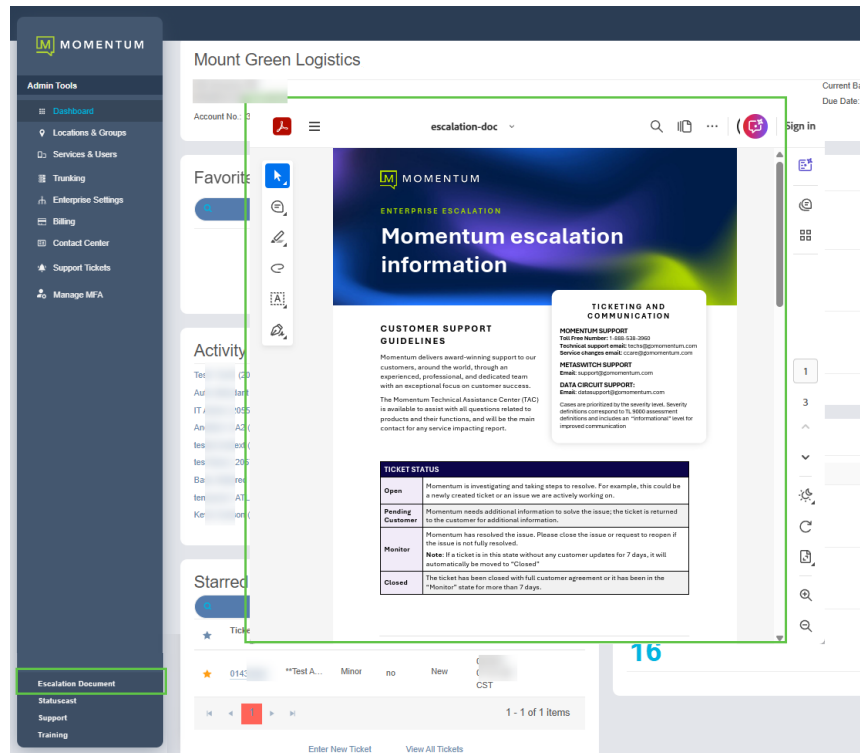 MOMENTUM
Admin Tools
Dashboard
Locations & Groups
Services & Users
Trunking
Enterprise Settings
Billing
Contact Center
Support Tickets
Manage MFA
Escalation Document
Statuscast
Support
Training
Mount Green Logistics
Account No.:
Due Date:
Favorite
Activity
Starred
**Test A...
Minor
no
New
CST
1
1 - 1 of 1 items
Enter New Ticket
View All Tickets
16
escalation-doc
Sign in
1
3
MOMENTUM
ENTERPRISE ESCALATION
Momentum escalation
information
CUSTOMER SUPPORT
GUIDELINES
Momentum delivers award-winning support to our
customers, around the world, through an
experienced, professional, and dedicated team
with an exceptional focus on customer success.
The Momentum Technical Assistance Center (TAC)
is available to assist with all questions related to
products and their functions, and will be the main
contact for any service impacting report.
TICKETING AND
COMMUNICATION
MOMENTUM SUPPORT
Toll Free Number: 1-888-538-3960
Technical support email: techs@gomomentum.com
Service changes email: ccare@gomomentum.com
METASWITCH SUPPORT
Email: support@gomomentum.com
DATA CIRCUIT SUPPORT:
Email: datasupport@gomomentum.com
Cases are prioritized by the severity level. Severity
definitions correspond to TL 9000 assessment
definitions and includes an "informational" level for
improved communication
TICKET STATUS
Open
Momentum is investigating and taking steps to resolve. For example, this could be
a newly created ticket or an issue we are actively working on.
Pending
Customer
Momentum needs additional information to solve the issue; the ticket is returned
to the customer for additional information.
Monitor
Momentum has resolved the issue. Please close the issue or request to reopen if
the issue is not fully resolved.
Note: If a ticket is in this state without any customer updates for 7 days, it will
automatically be moved to "Closed"
Closed
The ticket has been closed with full customer agreement or it has been in the
"Monitor" state for more than 7 days.